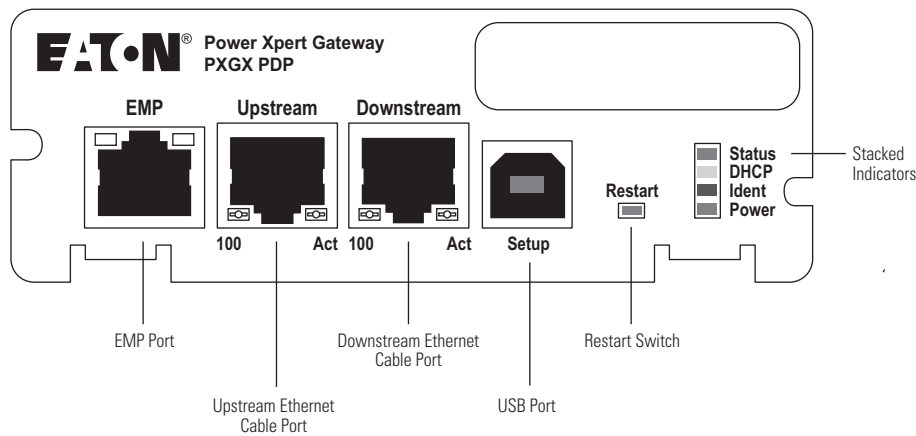 EATON® Power Xpert Gateway
PXGX PDP
EMP Upstream Downstream
Status
DHCP
Ident
Power
Stacked
Indicators
Restart
100 Act 100 Act Setup
EMP Port
Downstream Ethernet
Cable Port
Restart Switch
Upstream Ethernet
Cable Port
USB Port